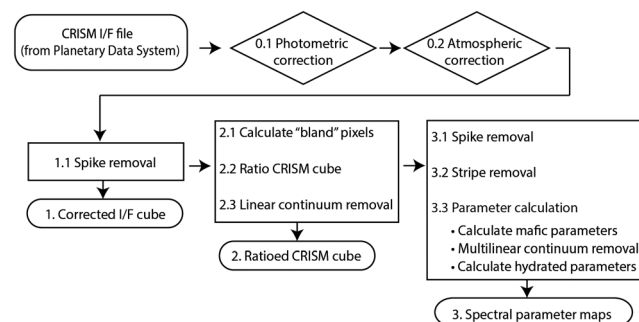 CRISM I/F file
(from Planetary Data System)
0.1 Photometric
correction
0.2 Atmospheric
correction
1.1 Spike removal
1. Corrected I/F cube
2.1 Calculate “bland” pixels
2.2 Ratio CRISM cube
2.3 Linear continuum removal
2. Ratioed CRISM cube
3.1 Spike removal
3.2 Stripe removal
3.3 Parameter calculation
• Calculate mafic parameters
• Multilinear continuum removal
• Calculate hydrated parameters
3. Spectral parameter maps